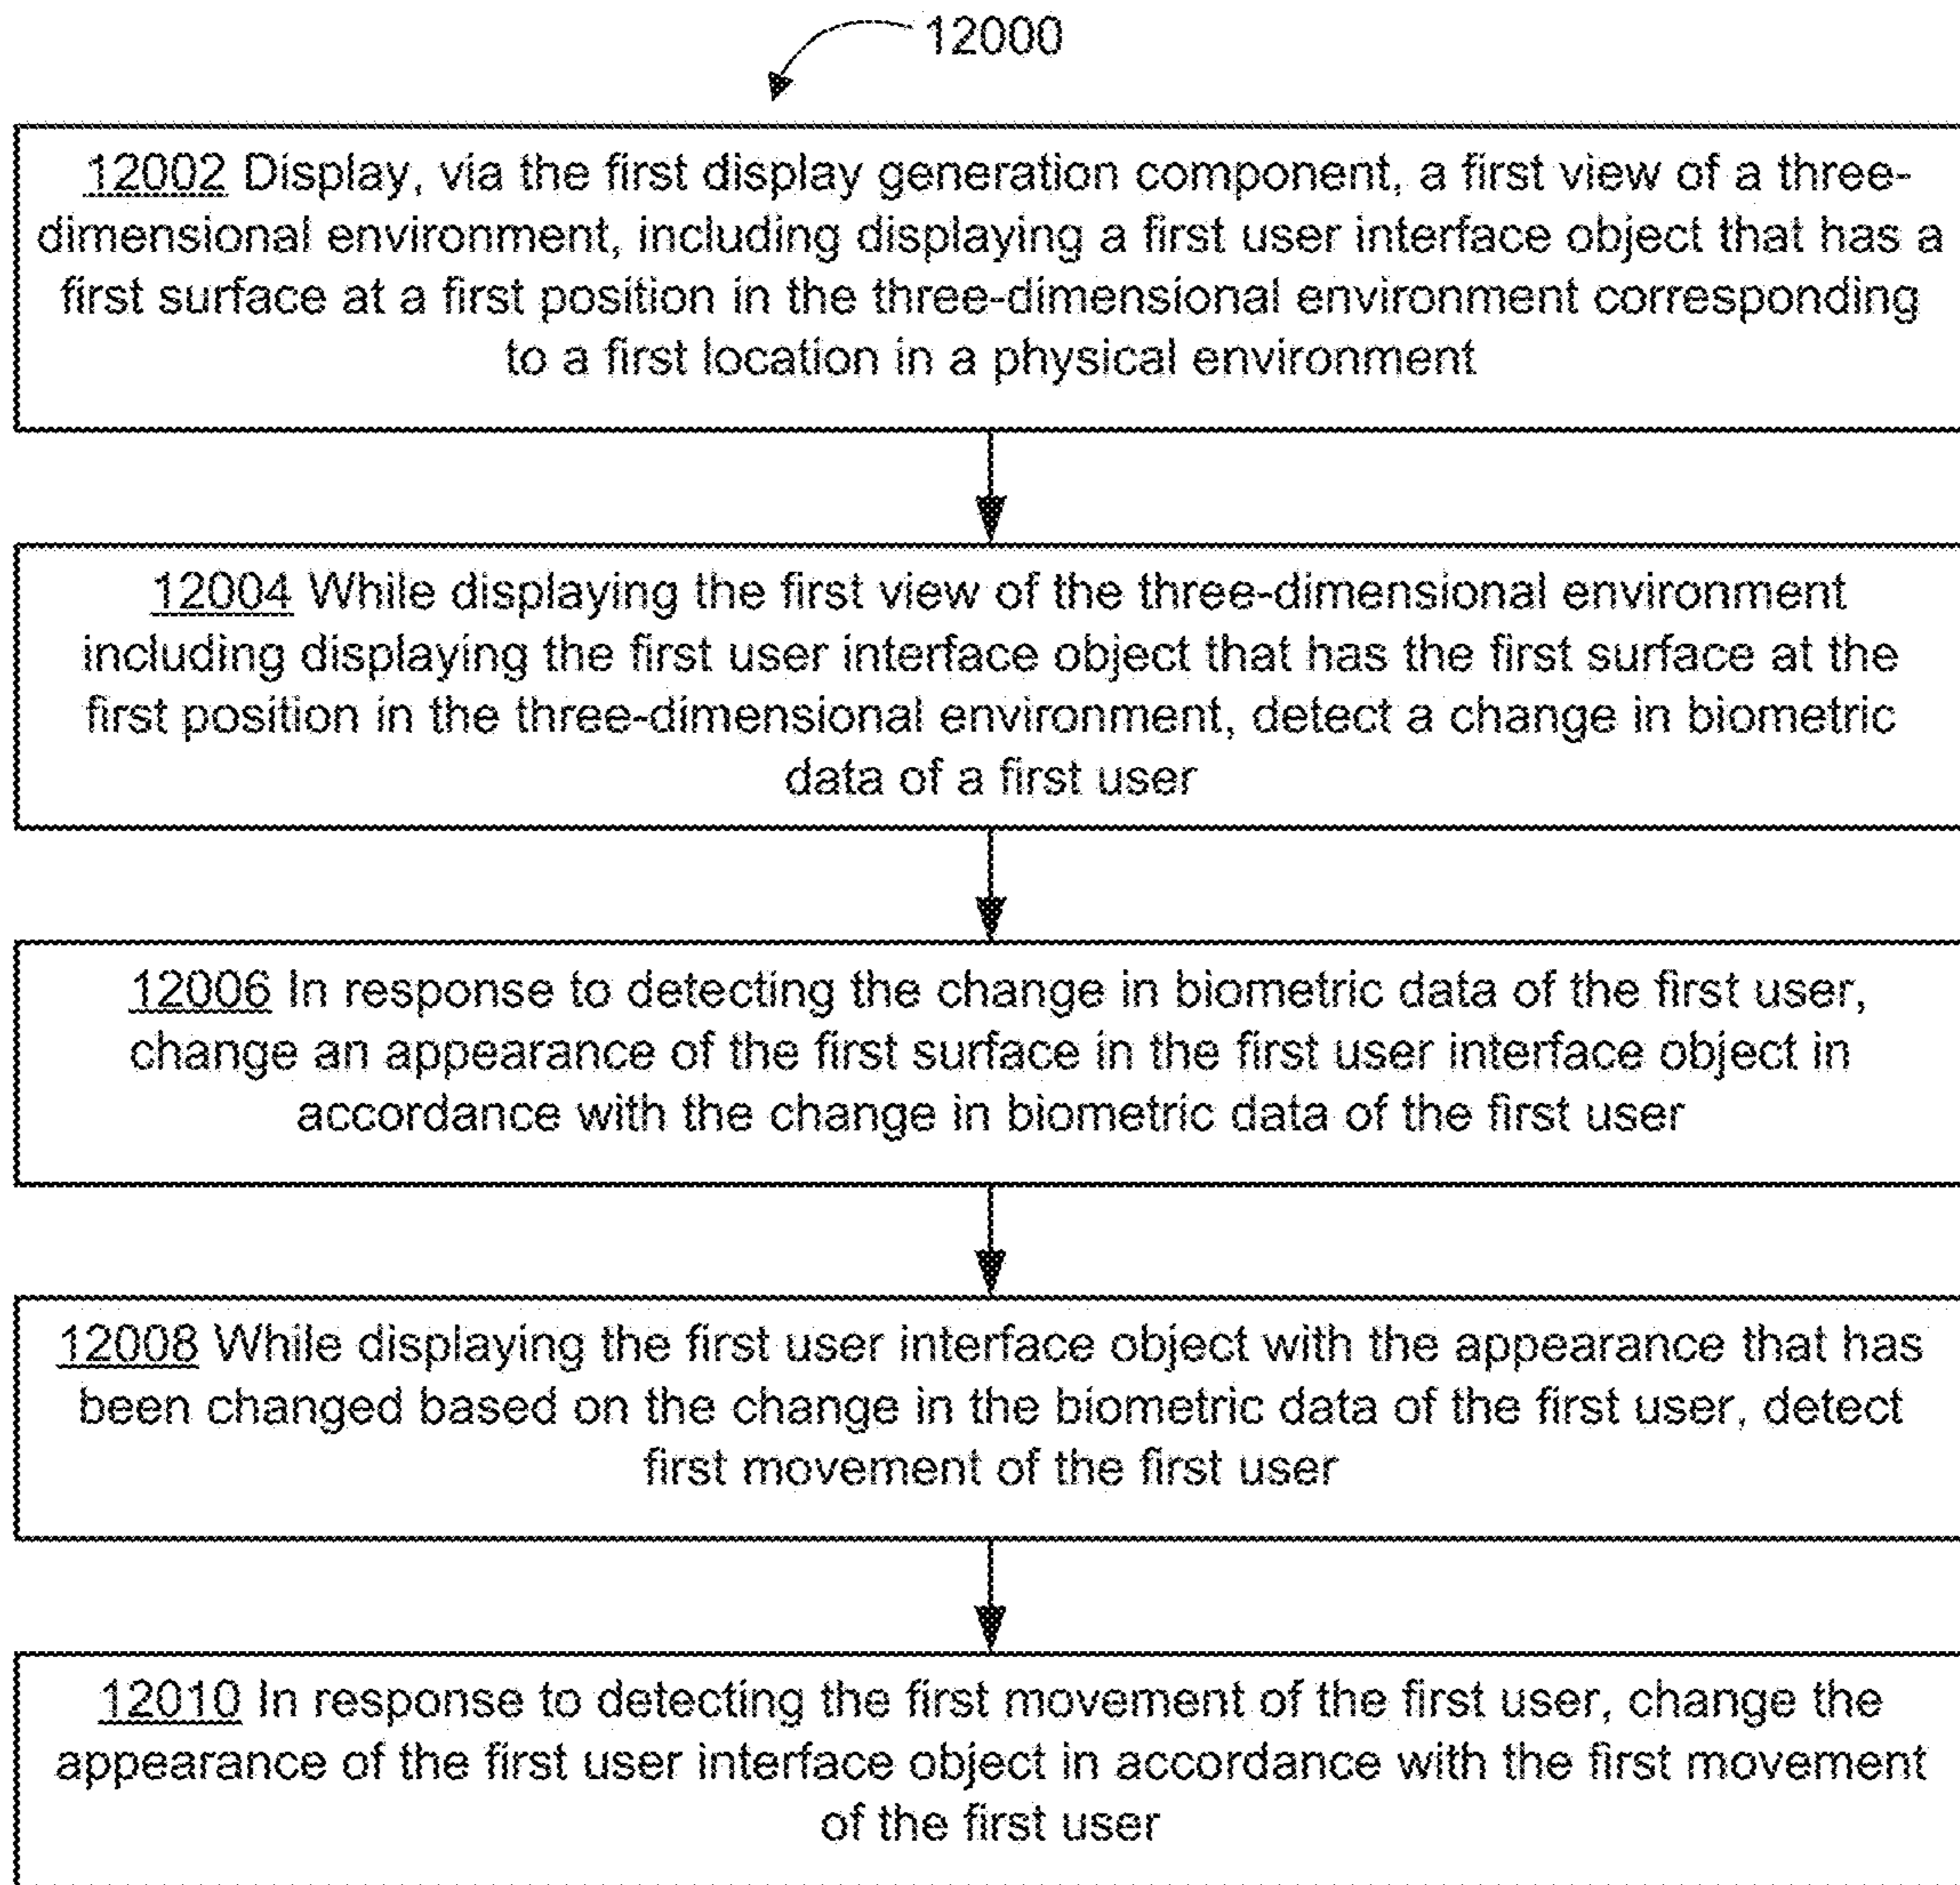 12000
12002 Display, via the first display generation component, a first view of a three-
dimensional environment, including displaying a first user interface object that has a
first surface at a first position in the three-dimensional environment corresponding
to a first location in a physical environment
12004 While displaying the first view of the three-dimensional environment
including displaying the first user interface object that has the first surface at the
first position in the three-dimensional environment, detect a change in biometric
data of a first user
12006 In response to detecting the change in biometric data of the first user,
change an appearance of the first surface in the first user interface object in
accordance with the change in biometric data of the first user
12008 While displaying the first user interface object with the appearance that has
been changed based on the change in the biometric data of the first user, detect
first movement of the first user
12010 In response to detecting the first movement of the first user, change the
appearance of the first user interface object in accordance with the first movement
of the first user